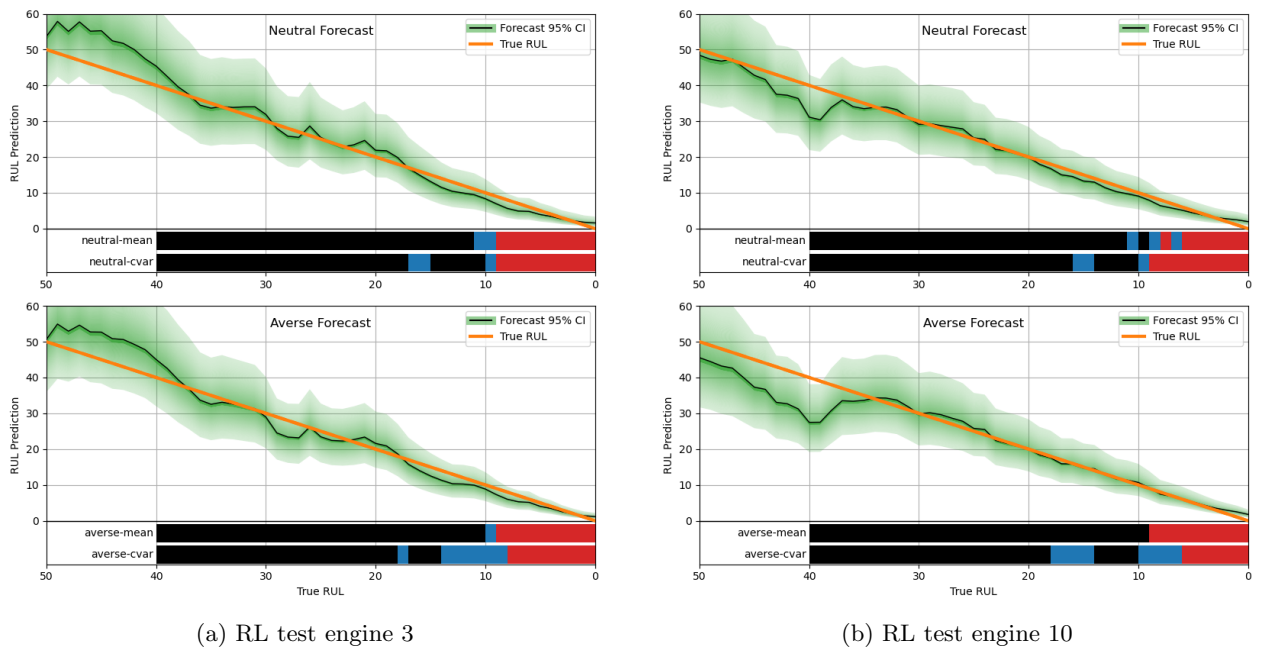 Neutral Forecast
Forecast 95% CI
True RUL
RUL Prediction
60
50
40
30
20
10
0
neutral-mean
neutral-cvar
50 40 30 20 10 0
Neutral Forecast
Forecast 95% CI
True RUL
RUL Prediction
60
50
40
30
20
10
0
neutral-mean
neutral-cvar
50 40 30 20 10 0
Averse Forecast
Forecast 95% CI
True RUL
RUL Prediction
60
50
40
30
20
10
0
averse-mean
averse-cvar
50 40 30 20 10 0
True RUL
Averse Forecast
Forecast 95% CI
True RUL
RUL Prediction
60
50
40
30
20
10
0
averse-mean
averse-cvar
50 40 30 20 10 0
True RUL
(a) RL test engine 3
(b) RL test engine 10